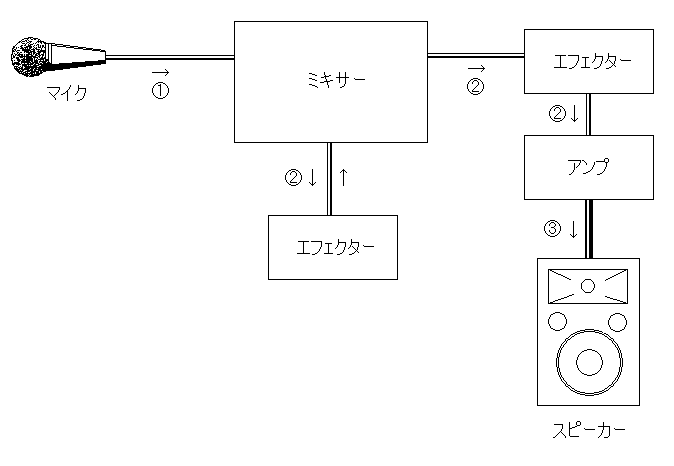 マイク
→
①
ミキサー
→
②
エフェクター
②↓
アンプ
②↓ ↑
エフェクター
③↓
スピーカー